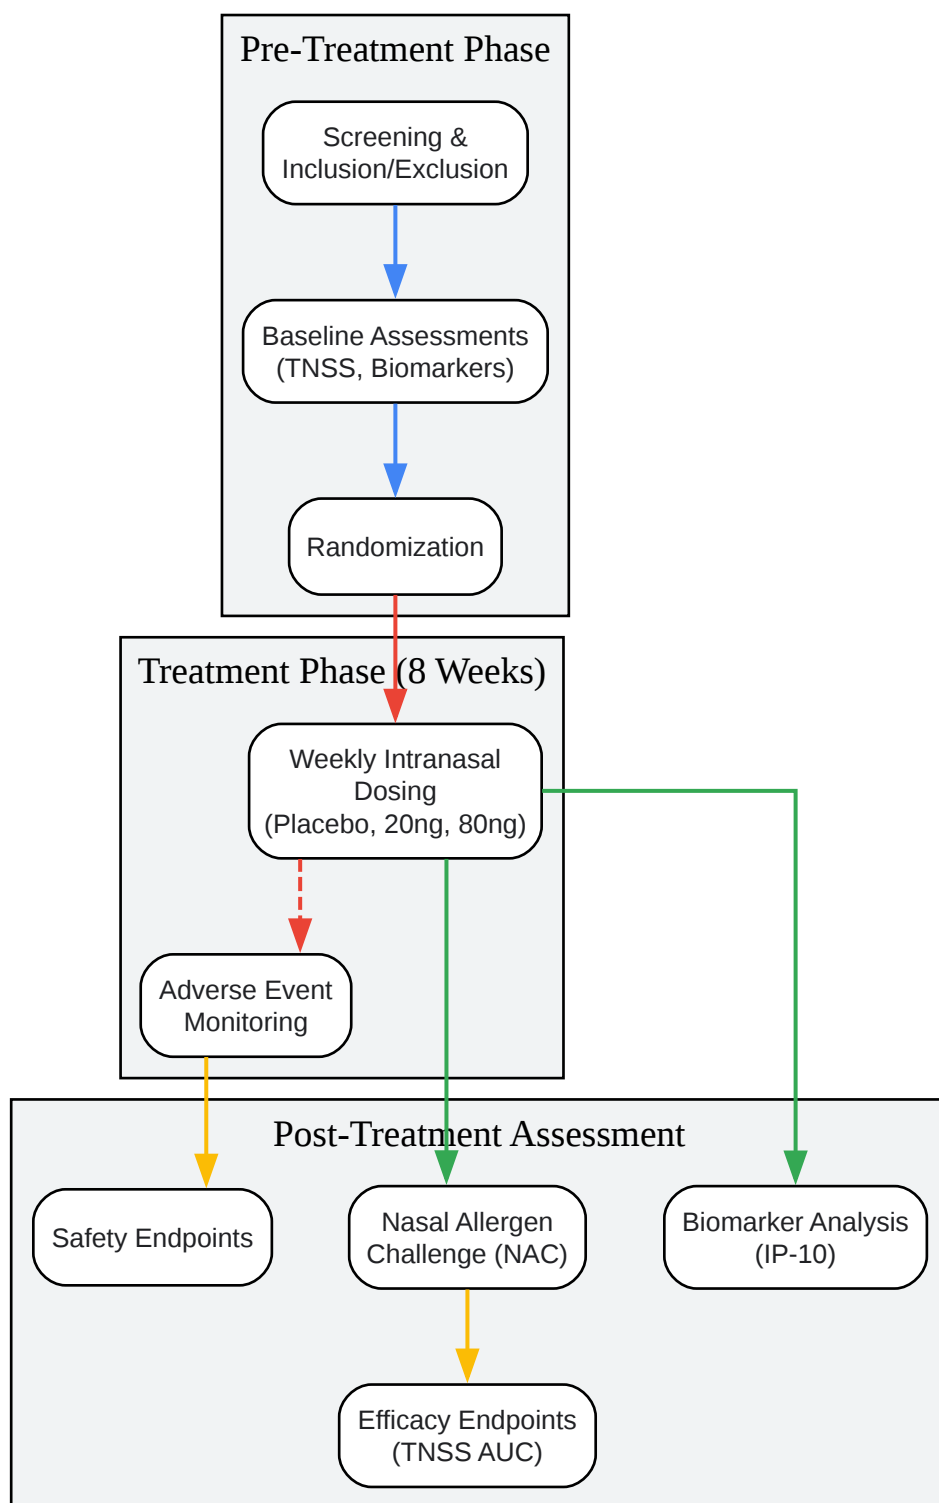 Pre-Treatment Phase
Screening &
Inclusion/Exclusion
Baseline Assessments
(TNSS, Biomarkers)
Randomization
Treatment Phase (8 Weeks)
Weekly Intranasal
Dosing
(Placebo, 20ng, 80ng)
Adverse Event
Monitoring
Post-Treatment Assessment
Safety Endpoints
Nasal Allergen
Challenge (NAC)
Biomarker Analysis
(IP-10)
Efficacy Endpoints
(TNSS AUC)